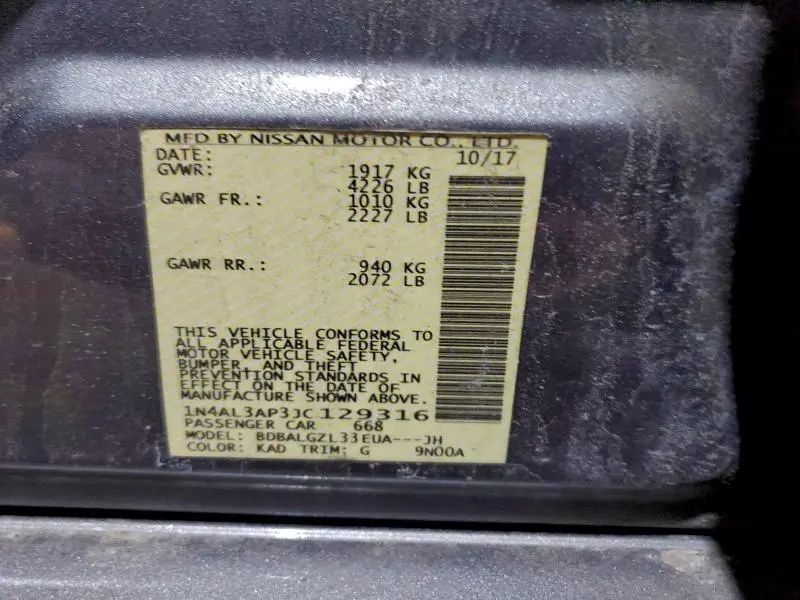 MFD BY NISSAN MOTOR CO., LTD.
DATE: 10/17
GVWR: 1917 KG
4226 LB
GAWR FR.: 1010 KG
2227 LB
GAWR RR.: 940 KG
2072 LB
THIS VEHICLE CONFORMS TO
ALL APPLICABLE FEDERAL
MOTOR VEHICLE SAFETY,
BUMPER, AND THEFT
PREVENTION STANDARDS IN
EFFECT ON THE DATE OF
MANUFACTURE SHOWN ABOVE.
1N4AL3AP3JC129316
PASSENGER CAR 668
MODEL: BDBALGZL33EUA---JH
COLOR: KAD TRIM: G 9N00A